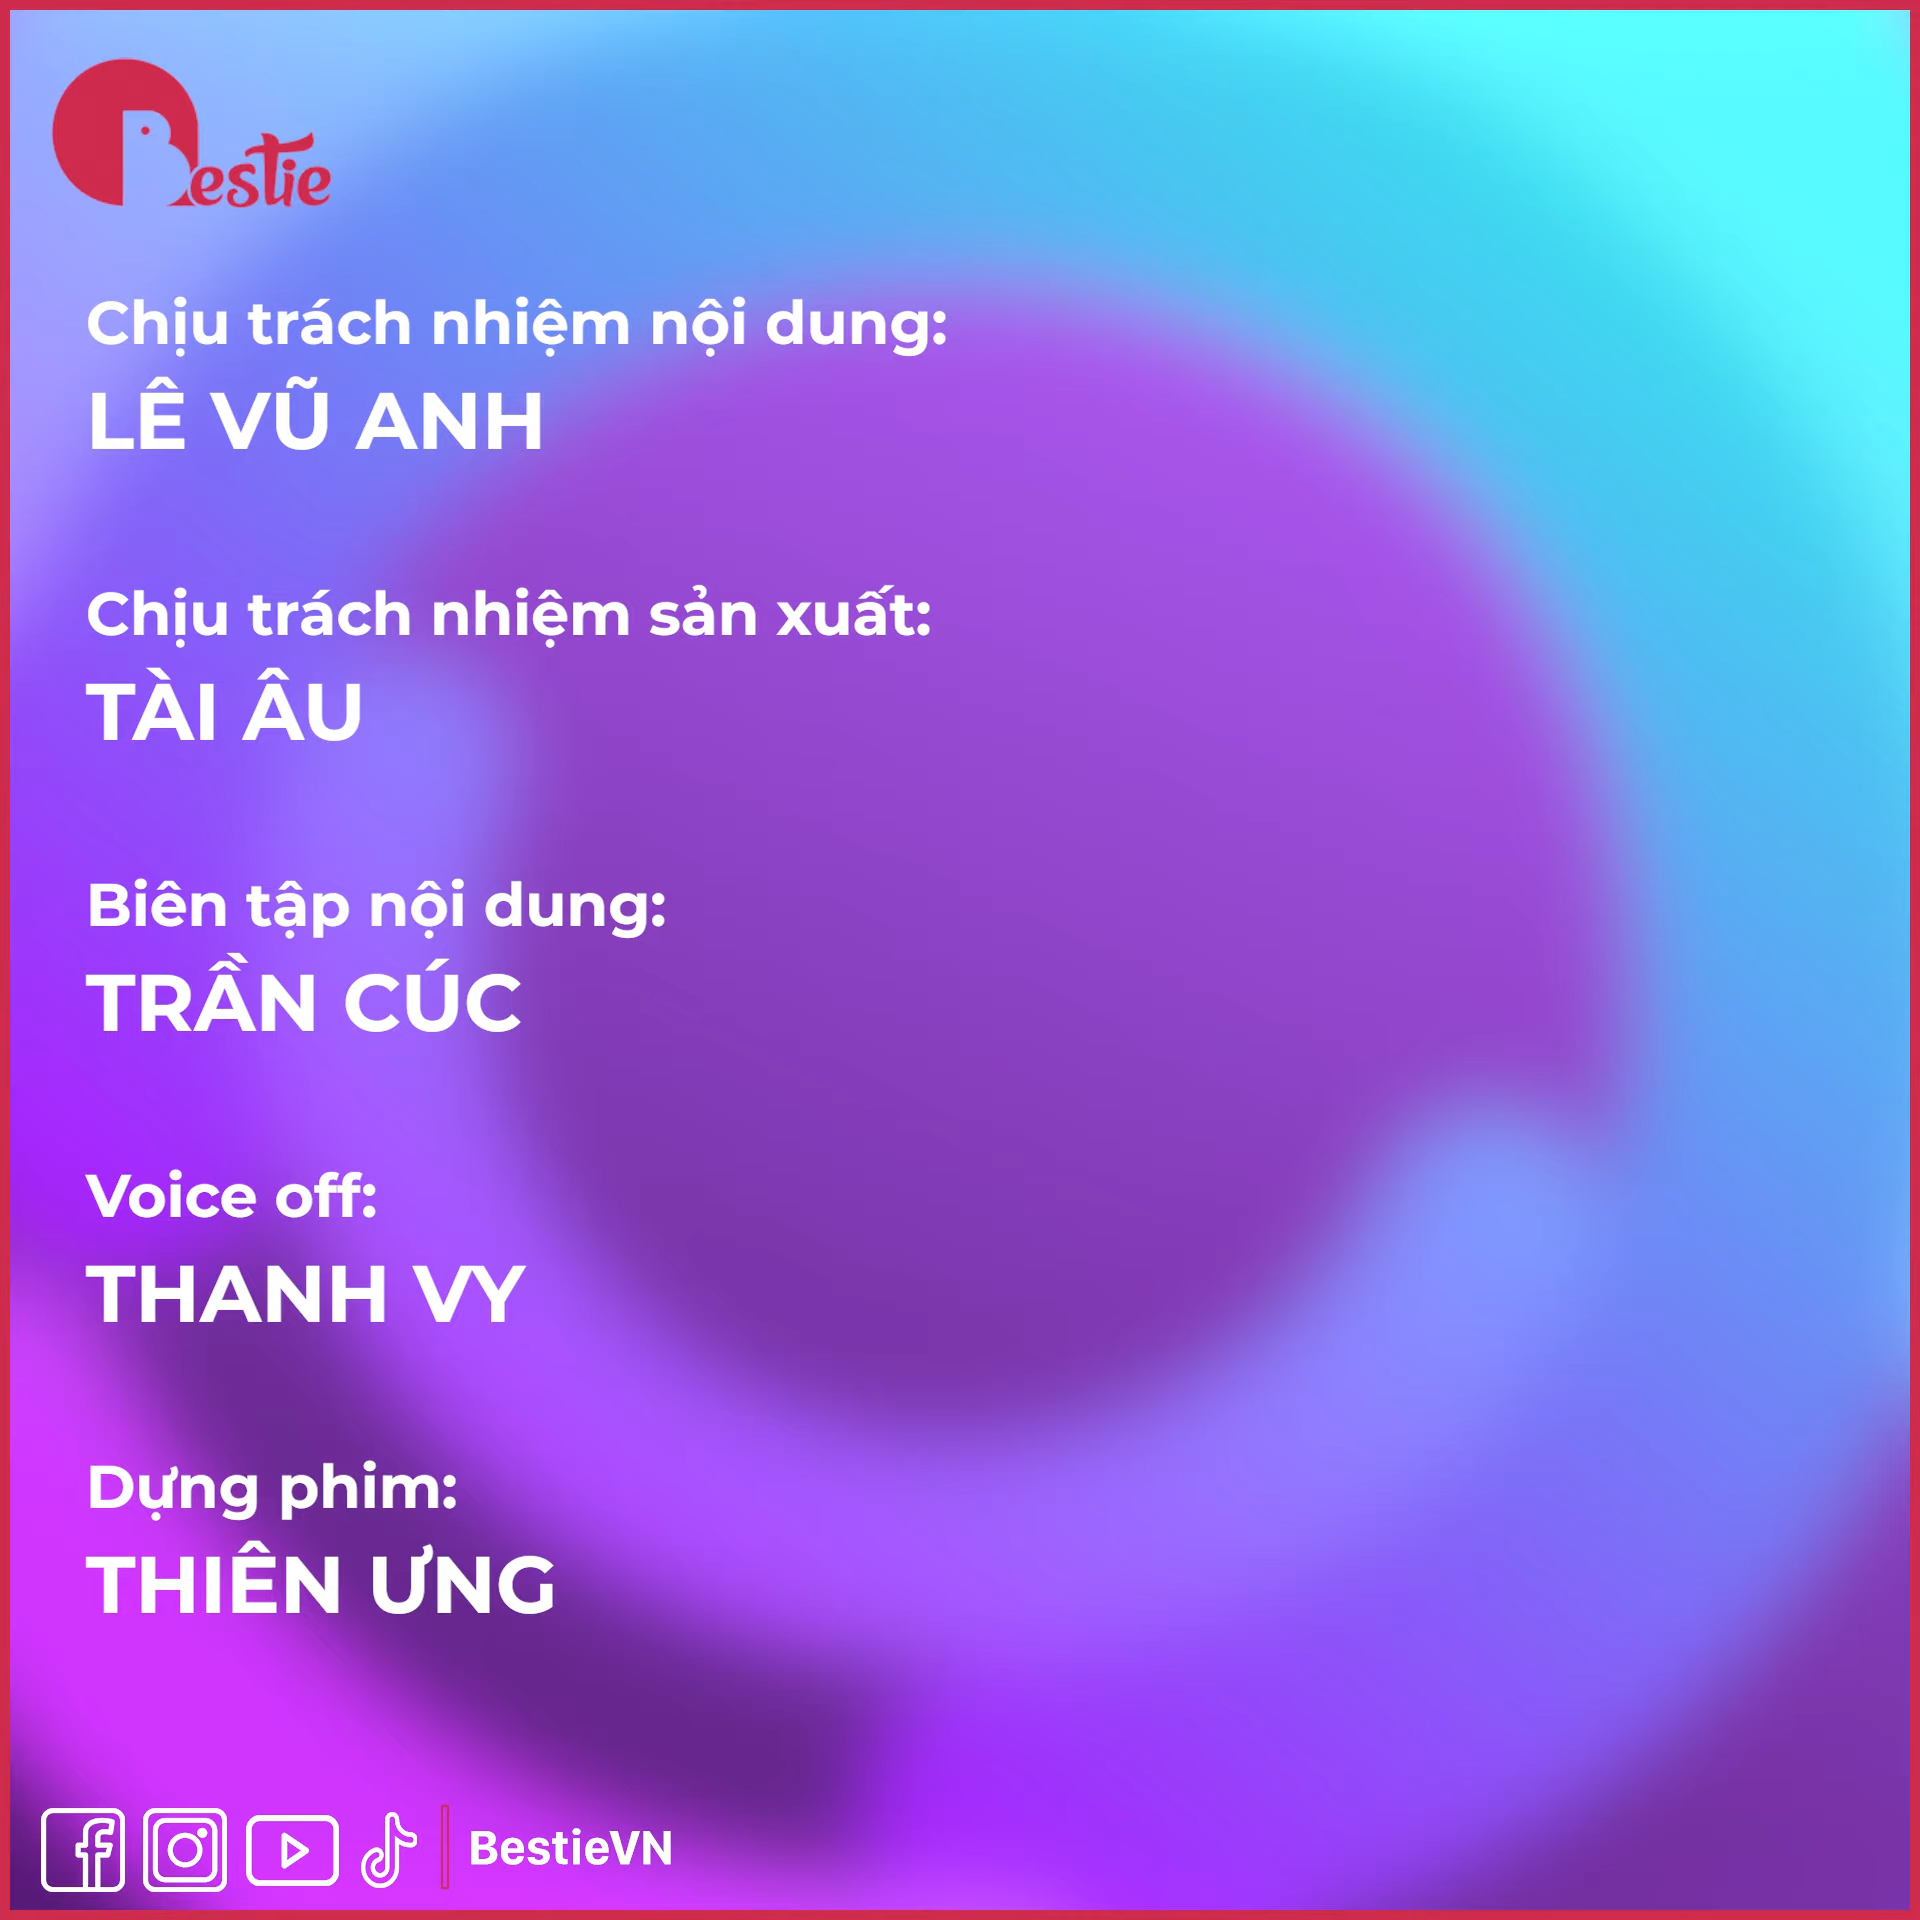 Bestie
Chịu trách nhiệm nội dung:
LÊ VŨ ANH
Chịu trách nhiệm sản xuất:
TÀI ÂU
Biên tập nội dung:
TRẦN CÚC
Voice off:
THANH VY
Dựng phim:
THIÊN ƯNG
BestieVN